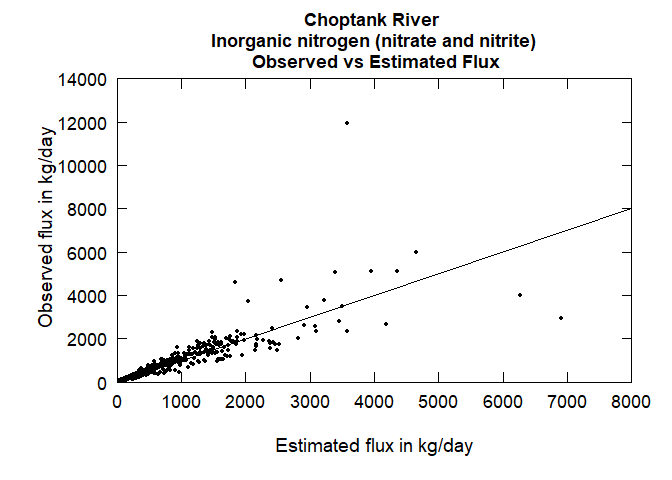 Choptank River
Inorganic nitrogen (nitrate and nitrite)
Observed vs Estimated Flux
14000
12000
10000
8000
6000
4000
2000
0
Observed flux in kg/day
0 1000 2000 3000 4000 5000 6000 7000 8000
Estimated flux in kg/day